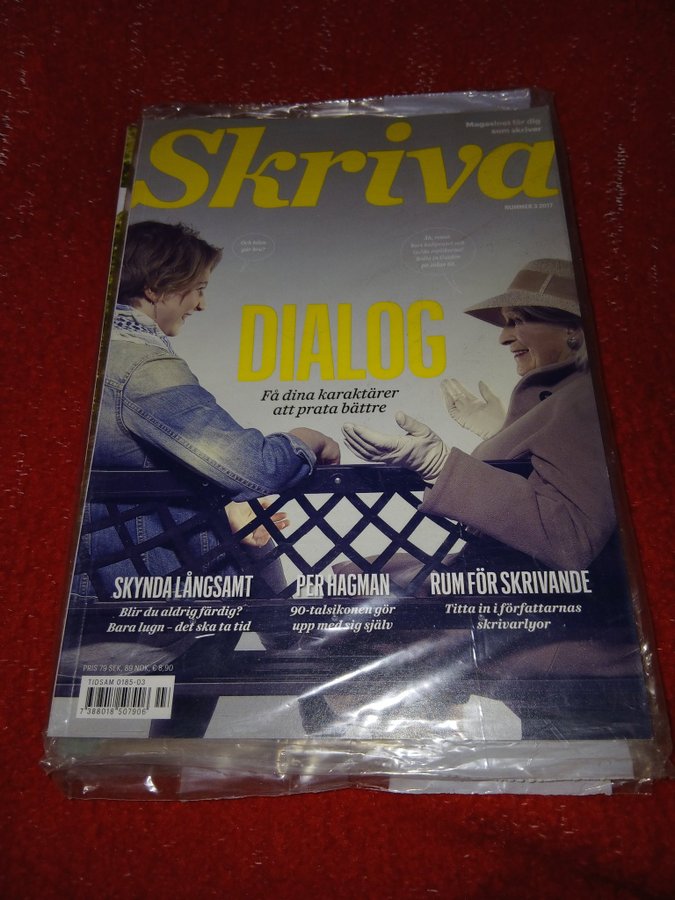 Magasinet för dig
som skriver
Skriva
NUMMER 3 2017
Och hela
DIALOG
Få dina karaktärer
att prata bättre
SKYNDA LÅNGSAMT
Blir du aldrig färdig?
Bara lugn – det ska ta tid
PER HAGMAN
90-talsikonen gör
upp med sig själv
RUM FÖR SKRIVANDE
Titta in i författarnas
skrivarlyor
PRIS 79 SEK, 89 NOK, € 8,90
TIDSAM 0185-03
7 388018 507906